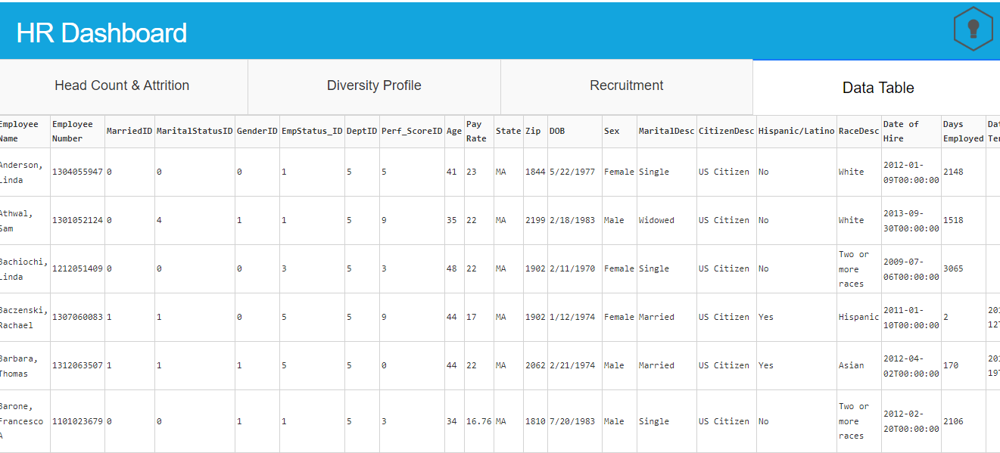 HR Dashboard
Head Count & Attrition Diversity Profile Recruitment Data Table
Employee Name Employee Number MarriedID MaritalStatusID GenderID EmpStatus_ID DeptID Perf_ScoreID Age Pay Rate State Zip DOB Sex MaritalDesc CitizenDesc Hispanic/Latino RaceDesc Date of Hire Days Employed
Anderson, Linda 1304055947 0 0 0 1 5 5 41 23 MA 1844 5/22/1977 Female Single US Citizen No White 2012-01-09T00:00:00 2148
Athwal, Sam 1301052124 0 4 1 1 5 9 35 22 MA 2199 2/18/1983 Male Widowed US Citizen No White 2013-09-30T00:00:00 1518
Bachiochi, Linda 1212051409 0 0 0 3 5 3 48 22 MA 1902 2/11/1970 Female Single US Citizen No Two or more races 2009-07-06T00:00:00 3065
Baczenski, Rachael 1307060083 1 1 0 5 5 9 44 17 MA 1902 1/12/1974 Female Married US Citizen Yes Hispanic 2011-01-10T00:00:00 2
Barbara, Thomas 1312063507 1 1 1 5 5 0 44 22 MA 2062 2/21/1974 Male Married US Citizen Yes Asian 2012-04-02T00:00:00 170
Barone, Francesco A 1101023679 0 0 1 1 5 3 34 16.76 MA 1810 7/20/1983 Male Single US Citizen No Two or more races 2012-02-20T00:00:00 2106